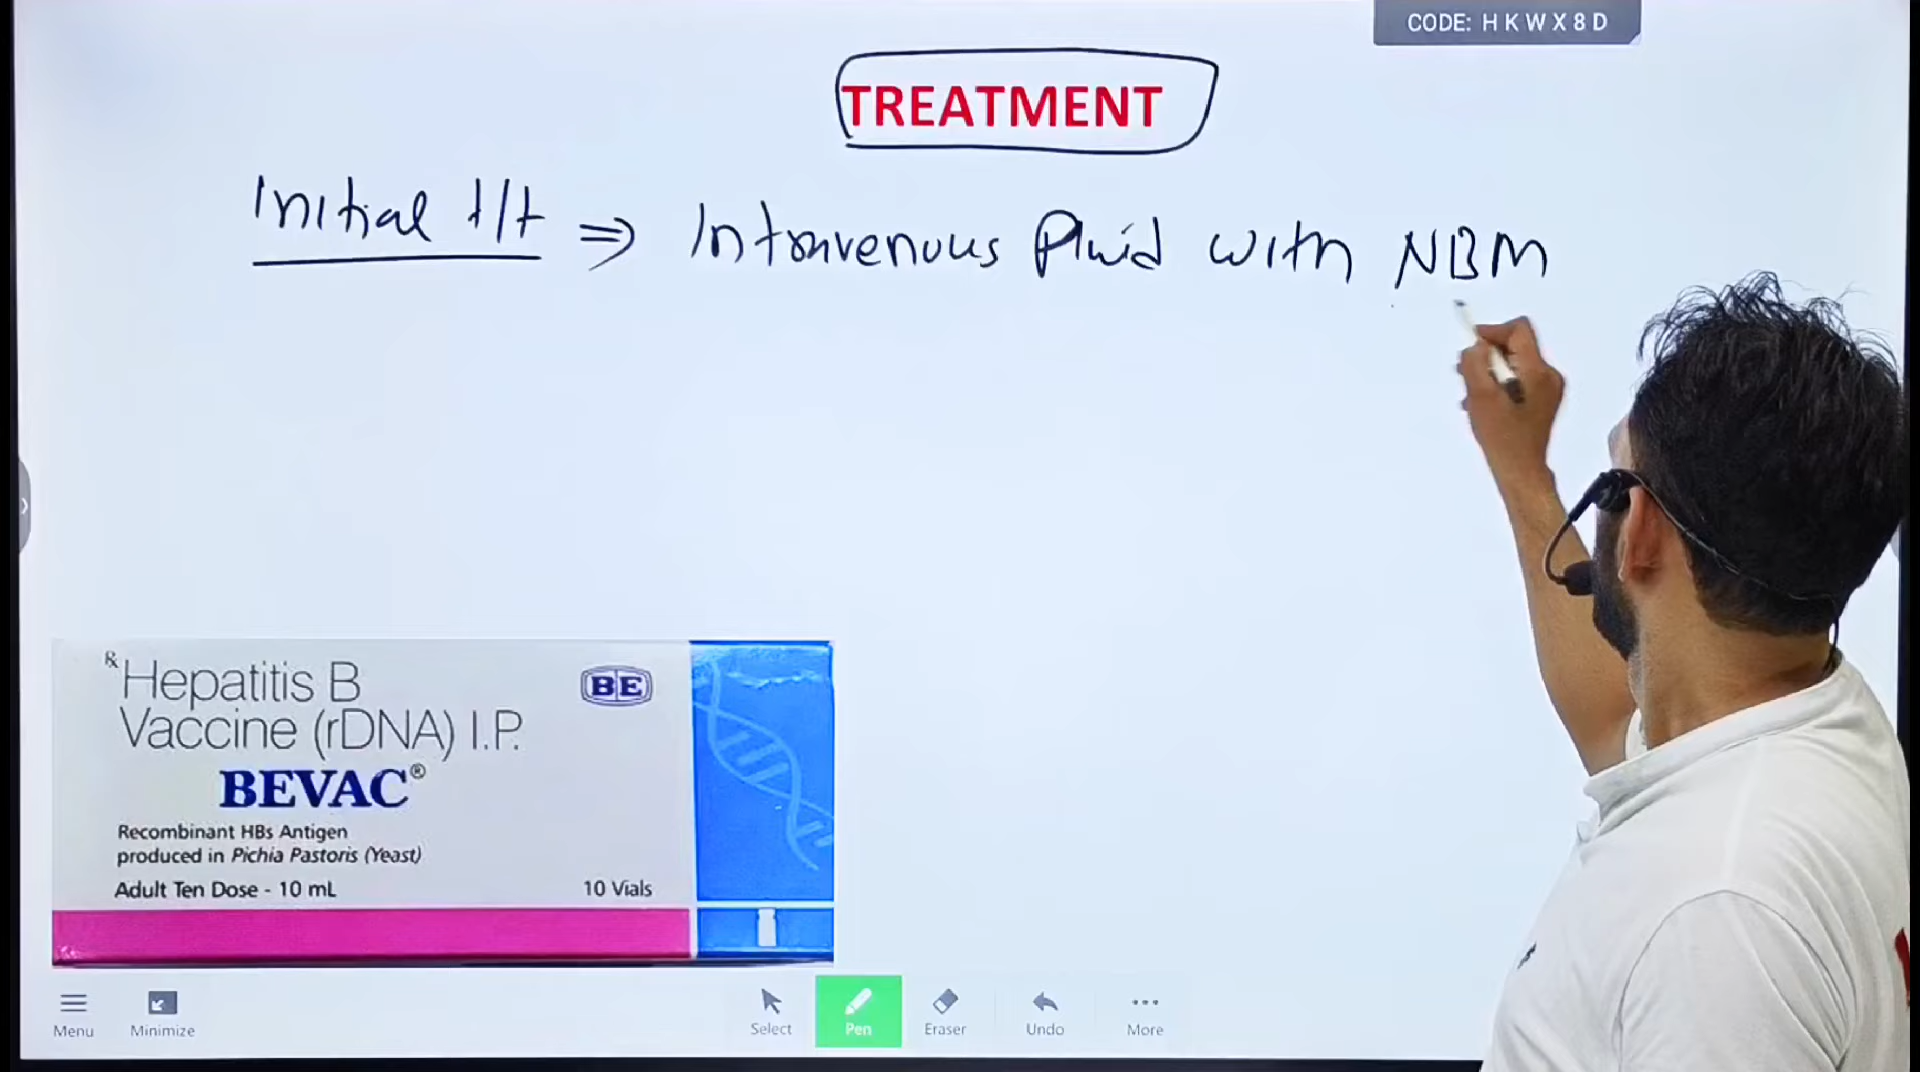 CODE: H K W X 8 D
TREATMENT
Initial t/t ⇒ Intravenous Fluid with NBM
Rx
Hepatitis B
Vaccine (rDNA) I.P.
BE
BEVAC®
Recombinant HBs Antigen
produced in Pichia Pastoris (Yeast)
Adult Ten Dose - 10 mL
10 Vials
Menu
Minimize
Select
Pen
Eraser
Undo
More